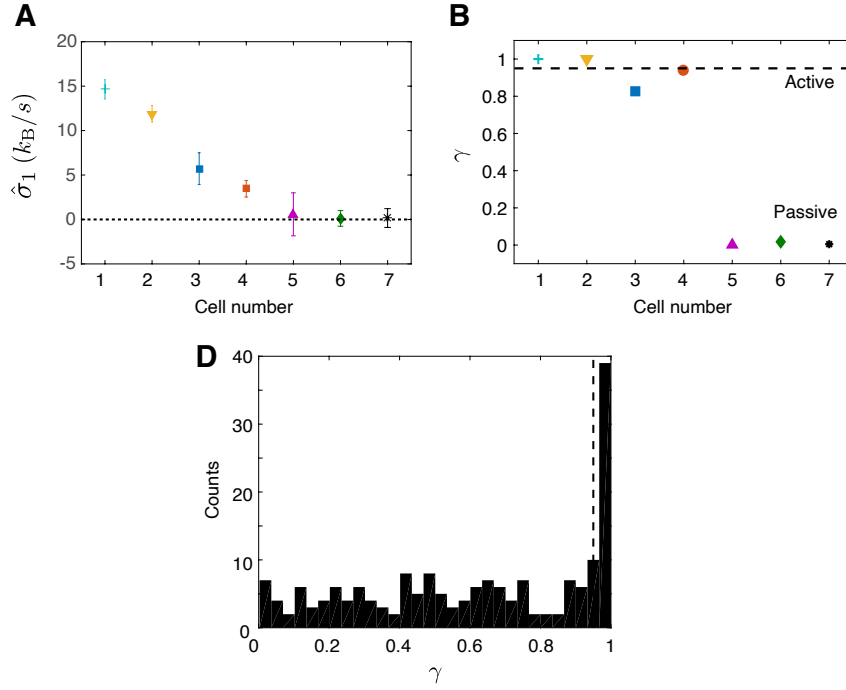 A
20
15
10
5
0
-5
σ̂₁ (k_B/s)
1 2 3 4 5 6 7
Cell number
B
1
0.8
0.6
0.4
0.2
0
γ
Active
Passive
1 2 3 4 5 6 7
Cell number
D
40
30
20
10
0
Counts
0 0.2 0.4 0.6 0.8 1
γ